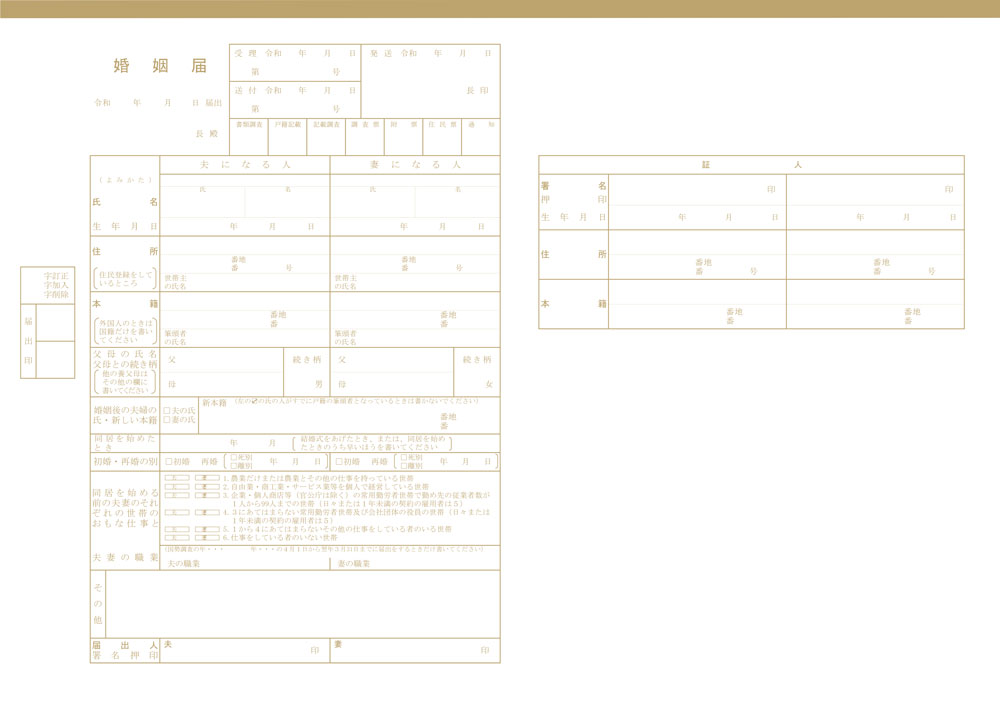 婚姻届
令和 年 月 日 届出
長 殿
受理 令和 年 月 日
第 号
送付 令和 年 月 日
第 号
発送 令和 年 月 日
長 印
書類調査 戸籍記載 記載調査 調査票 附票 住民票 通知
夫になる人 妻になる人
(よみかた)
氏 名 氏 名
氏名
生年月日 年 月 日 年 月 日
住所
番地 番地
番 号 番 号
(住民登録をしているところ)
世帯主の氏名 世帯主の氏名
本籍
番地 番地
番 番
(外国人のときは国籍だけを書いてください)
筆頭者の氏名 筆頭者の氏名
父母の氏名
父母との続き柄
(他の養父母はその他の欄に書いてください)
父 続き柄 父 続き柄
母 男 母 女
婚姻後の夫婦の
氏・新しい本籍
□夫の氏
□妻の氏
新本籍(左の☑の氏の人がすでに戸籍の筆頭者となっているときは書かないでください)
番地
番
同居を始めたとき
年 月
(結婚式をあげたとき、または、同居を始めたときのうち早いほうを書いてください)
初婚・再婚の別
□初婚 再婚(□死別 □離別 年 月 日) □初婚 再婚(□死別 □離別 年 月 日)
同居を始める
前の夫妻のそれ
ぞれの世帯の
おもな仕事と
夫 妻 1.農業だけまたは農業とその他の仕事を持っている世帯
夫 妻 2.自由業・商工業・サービス業等を個人で経営している世帯
夫 妻 3.企業・個人商店等(官公庁は除く)の常用勤労者世帯で勤め先の従業者数が
1人から99人までの世帯(日々または1年未満の契約の雇用者は5)
夫 妻 4.3にあてはまらない常用勤労者世帯及び会社団体の役員の世帯(日々または
1年未満の契約の雇用者は5)
夫 妻 5.1から4にあてはまらないその他の仕事をしている者のいる世帯
夫 妻 6.仕事をしている者のいない世帯
夫妻の職業
(国勢調査の年・・・ 年・・・の4月1日から翌年3月31日までに届出をするときだけ書いてください)
夫の職業 妻の職業
その他
届出人
署名押印
夫 印 妻 印
字訂正
字加入
字削除
届出印
証人
署名
押印
印 印
生年月日 年 月 日 年 月 日
住所
番地 番地
番 号 番 号
本籍
番地 番地
番 番